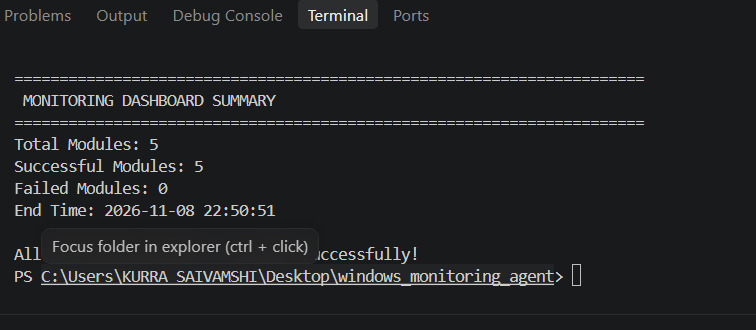 Problems Output Debug Console Terminal Ports
======================================================================
MONITORING DASHBOARD SUMMARY
======================================================================
Total Modules: 5
Successful Modules: 5
Failed Modules: 0
End Time: 2026-11-08 22:50:51
Focus folder in explorer (ctrl + click)
All uccessfully!
PS C:\Users\KURRA SAIVAMSHI\Desktop\windows_monitoring_agent>